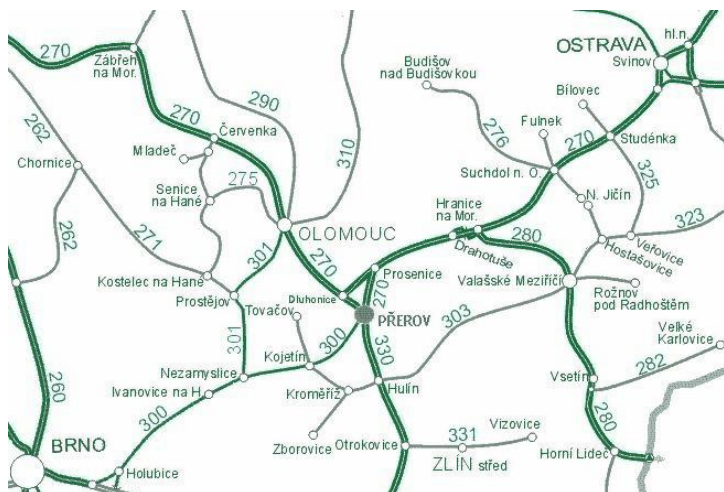 hl.n.
OSTRAVA
Svinov
270
Zábřeh
na Mor.
Budišov
nad Budišovkou
Bílovec
290
270
Fulnek
276
262
Červenka
270
Studénka
Mladeč
310
Chornice
Suchdol n. O.
325
Senice
na Hané
275
N. Jičín
Hranice
na Mor.
323
OLOMOUC
280
262
271
301
Drahotuše
Hostašovice
Veřovice
270
Prosenice
Kostelec na Hané
Valašské Meziříčí
270
Prostějov
Dluhonice
Rožnov
pod Radhoštěm
Tovačov
PŘEROV
303
Velké
Karlovice
301
300
330
Kojetín
282
Nezamyslice
Vsetín
260
Ivanovice na H.
Kroměříž
Hulín
300
280
Vizovice
331
BRNO
Zborovice
Otrokovice
ZLÍN střed
Horní Lideč
Holubice